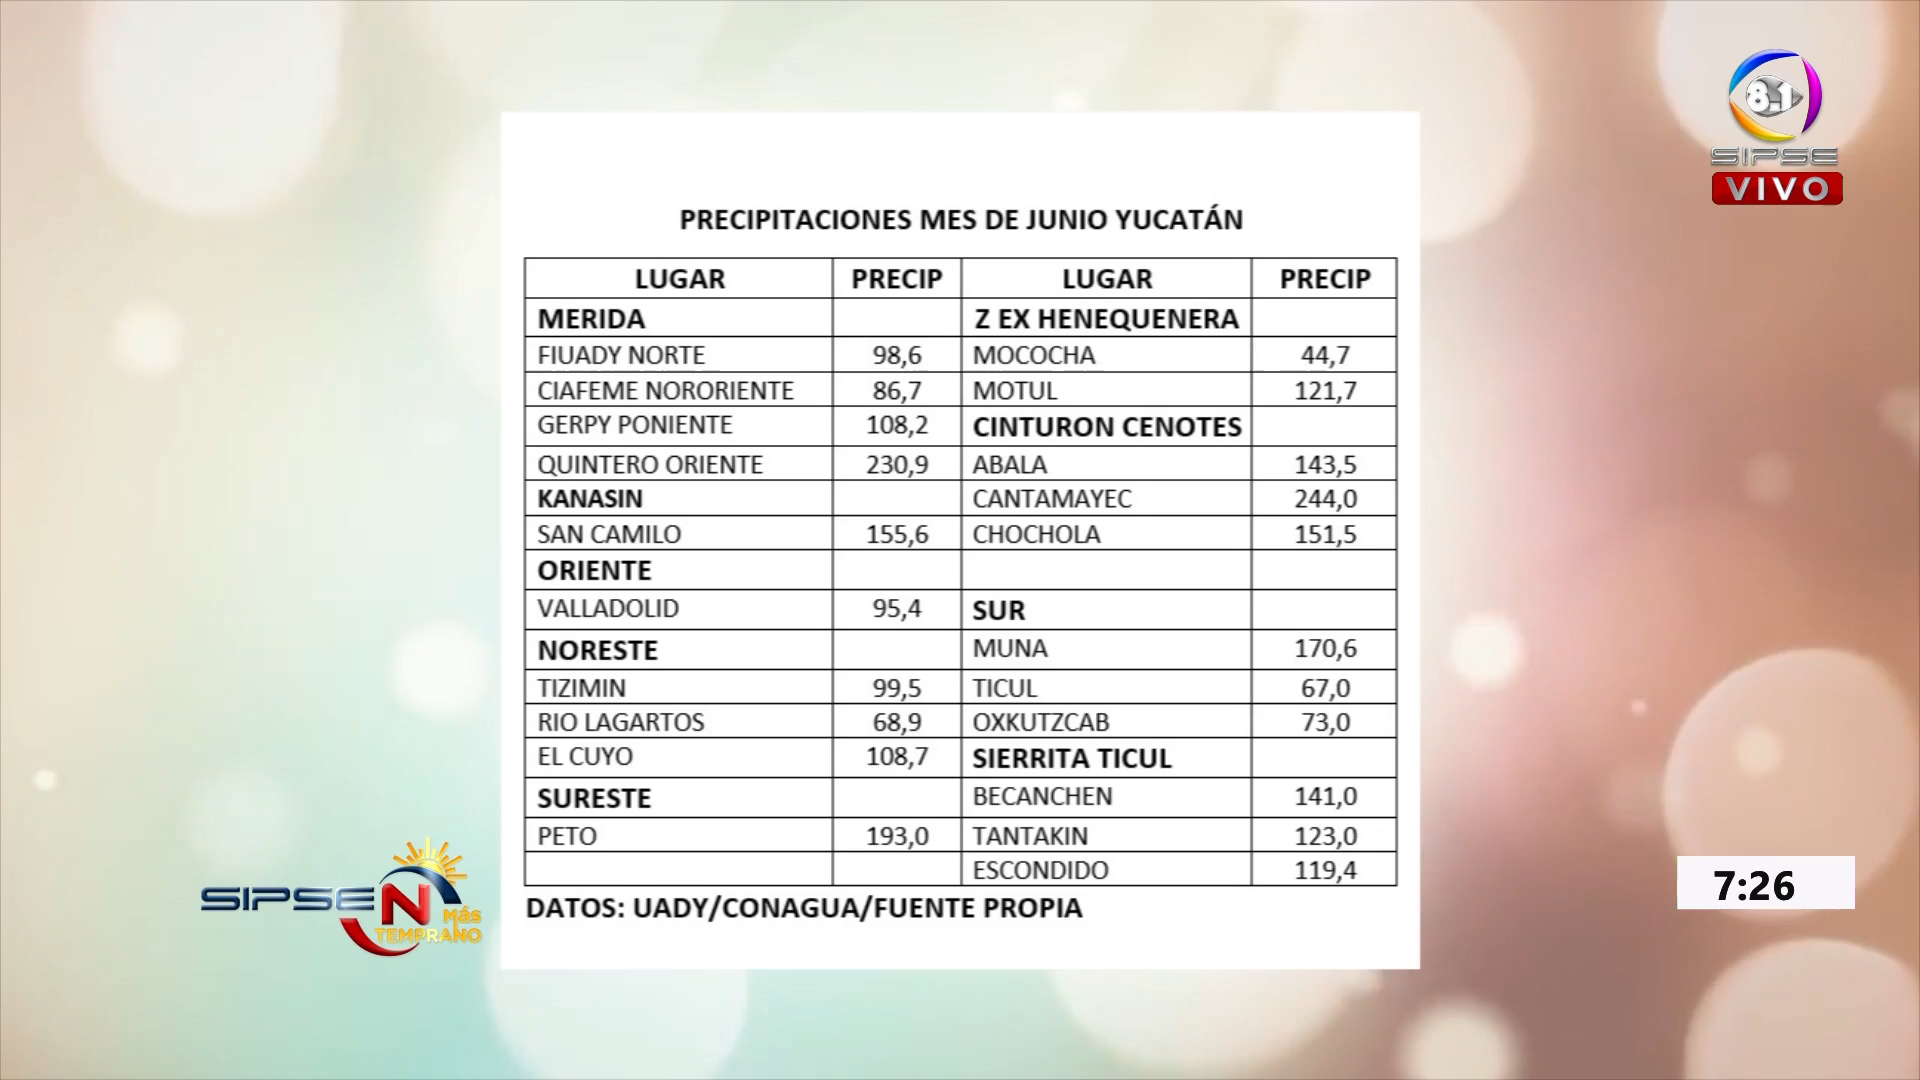 8.1
SIPSE
VIVO
PRECIPITACIONES MES DE JUNIO YUCATÁN
LUGAR PRECIP LUGAR PRECIP
MERIDA Z EX HENEQUENERA
FIUADY NORTE 98,6 MOCOCHA 44,7
CIAFEME NORORIENTE 86,7 MOTUL 121,7
GERPY PONIENTE 108,2 CINTURON CENOTES
QUINTERO ORIENTE 230,9 ABALA 143,5
KANASIN CANTAMAYEC 244,0
SAN CAMILO 155,6 CHOCHOLA 151,5
ORIENTE
VALLADOLID 95,4 SUR
NORESTE MUNA 170,6
TIZIMIN 99,5 TICUL 67,0
RIO LAGARTOS 68,9 OXKUTZCAB 73,0
EL CUYO 108,7 SIERRITA TICUL
SURESTE BECANCHEN 141,0
PETO 193,0 TANTAKIN 123,0
ESCONDIDO 119,4
DATOS: UADY/CONAGUA/FUENTE PROPIA
SIPSE N
MÁS
TEMPRANO
7:26